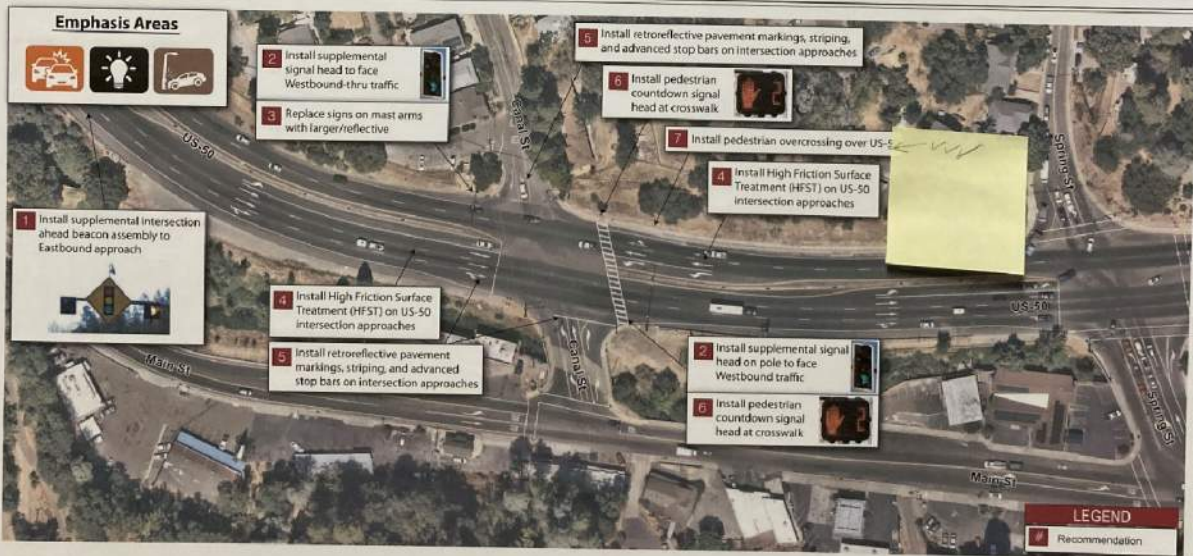 Emphasis Areas
2 Install supplemental
signal head to face
Westbound-thru traffic
3 Replace signs on mast arms
with larger/reflective
5 Install retroreflective pavement markings, striping,
and advanced stop bars on intersection approaches
6 Install pedestrian
countdown signal
head at crosswalk
7 Install pedestrian overcrossing over US-5
4 Install High Friction Surface
Treatment (HFST) on US-50
intersection approaches
Canal St
Spring St
US-50
1 Install supplemental intersection
ahead beacon assembly to
Eastbound approach
4 Install High Friction Surface
Treatment (HFST) on US-50
intersection approaches
5 Install retroreflective pavement
markings, striping, and advanced
stop bars on intersection approaches
US-50
Main St
Canal St
2 Install supplemental signal
head on pole to face
Westbound traffic
6 Install pedestrian
countdown signal
head at crosswalk
Spring St
Main St
LEGEND
# Recommendation